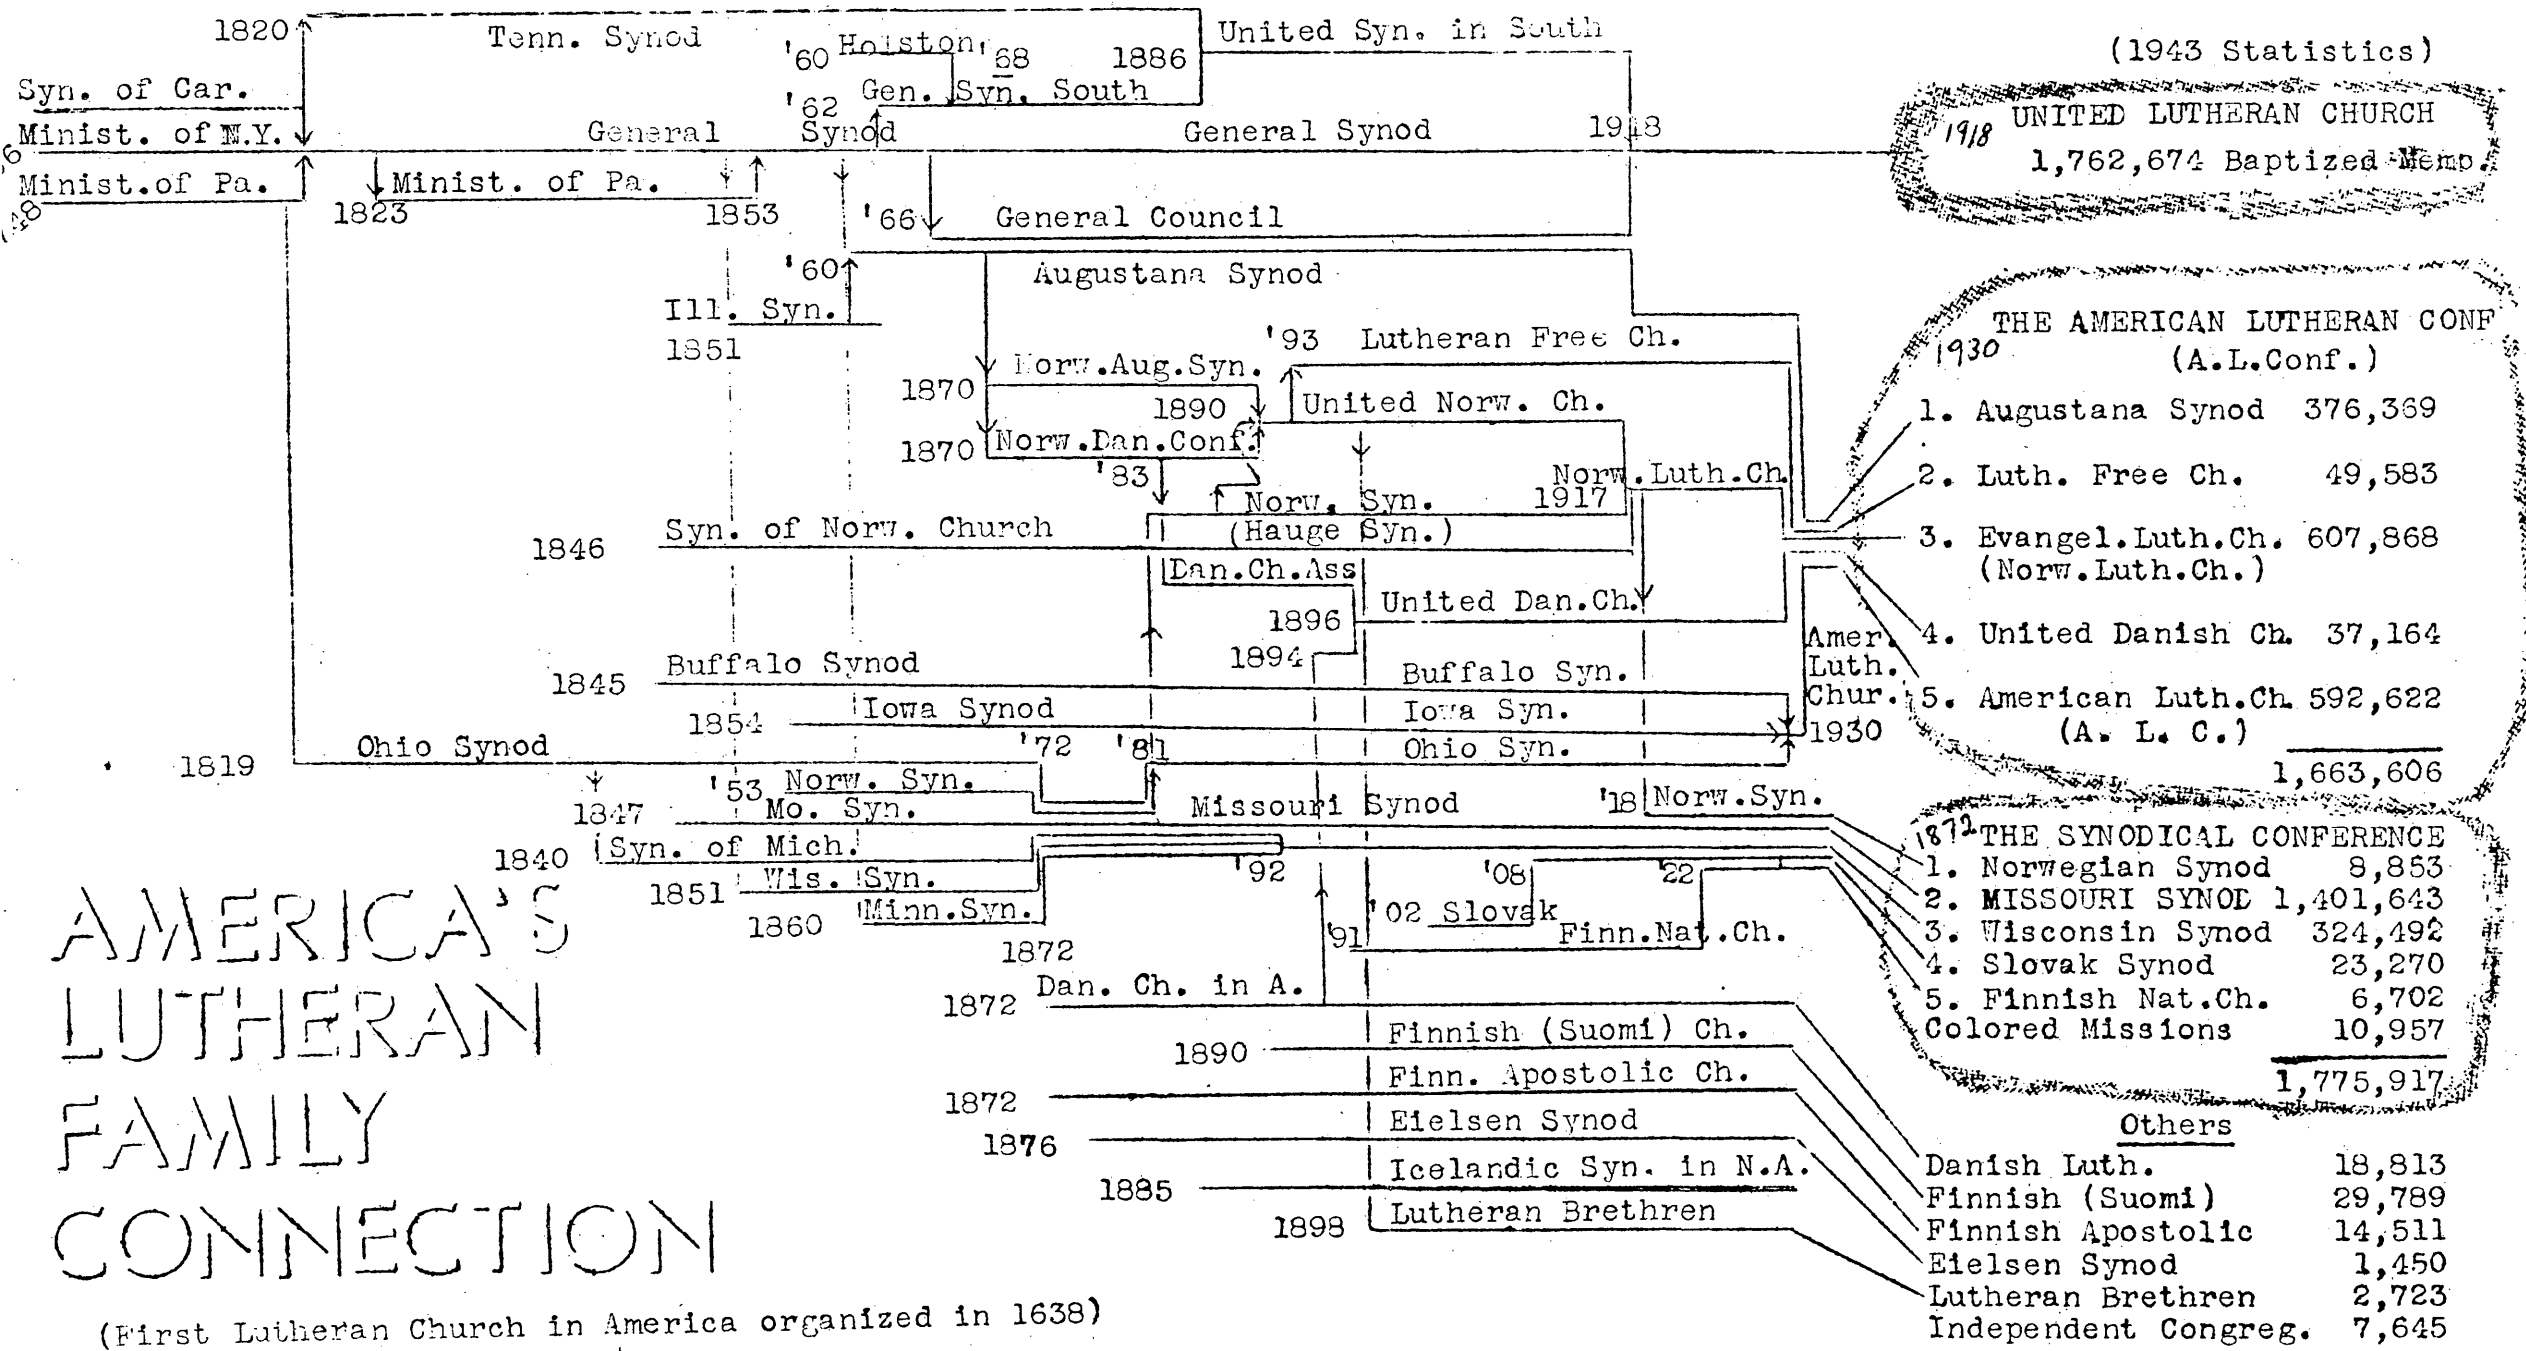 1820
Tenn. Synod
'60 Holston
'68
1886
United Syn. in South
(1943 Statistics)
Syn. of Car.
'62
Gen. Syn. South
Minist. of N.Y.
General Synod
General Synod
1918
1918 UNITED LUTHERAN CHURCH
1,762,674 Baptized Memb.
Minist. of Pa.
1823
Minist. of Pa.
1853
'66
General Council
'60
Augustana Synod
Ill. Syn.
1851
'93 Lutheran Free Ch.
THE AMERICAN LUTHERAN CONF
1930
(A.L.Conf.)
1870
Norw.Aug.Syn.
1890
United Norw. Ch.
1. Augustana Synod 376,369
1870
Norw.Dan.Conf.
'83
Norw.Luth.Ch.
2. Luth. Free Ch. 49,583
Norw. Syn.
1917
1846
Syn. of Norw. Church
(Hauge Syn.)
3. Evangel.Luth.Ch. 607,868
(Norw.Luth.Ch.)
Dan.Ch.Ass
1896
United Dan.Ch.
4. United Danish Ch. 37,164
1894
Amer.
Luth.
Chur.
1930
1845
Buffalo Synod
Buffalo Syn.
5. American Luth.Ch. 592,622
(A. L. C.)
1,663,606
1854
Iowa Synod
Iowa Syn.
1819
Ohio Synod
'72
'81
Ohio Syn.
'53 Norw. Syn.
1847
Mo. Syn.
Missouri Synod
'18 Norw.Syn.
1872 THE SYNODICAL CONFERENCE
1. Norwegian Synod 8,853
2. MISSOURI SYNOD 1,401,643
3. Wisconsin Synod 324,492
4. Slovak Synod 23,270
5. Finnish Nat.Ch. 6,702
Colored Missions 10,957
1,775,917
1840
Syn. of Mich.
'92
'08
'22
1851
Wis. Syn.
1860
Minn.Syn.
1872
'02 Slovak
'91
Finn.Nat.Ch.
1872
Dan. Ch. in A.
1890
Finnish (Suomi) Ch.
1872
Finn. Apostolic Ch.
1876
Eielsen Synod
1885
Icelandic Syn. in N.A.
1898
Lutheran Brethren
Others
Danish Luth. 18,813
Finnish (Suomi) 29,789
Finnish Apostolic 14,511
Eielsen Synod 1,450
Lutheran Brethren 2,723
Independent Congreg. 7,645
AMERICA'S
LUTHERAN
FAMILY
CONNECTION
(First Lutheran Church in America organized in 1638)